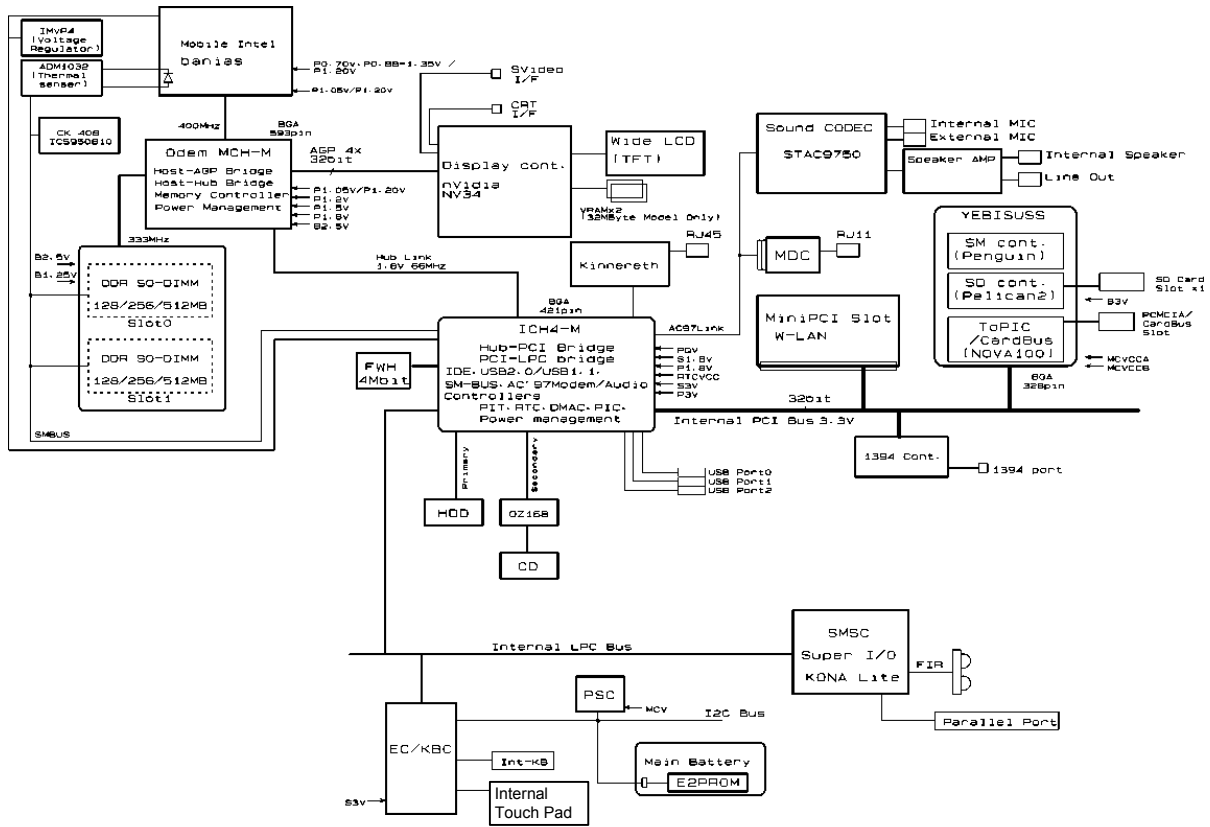 IMVP4
(Voltage
Regulator)
ADM1032
(Thermal
senser)
CK 408
ICS950810
Mobile Intel
banias
P0.70V,P0.88-1.35V /
P1.20V
P1.05V/P1.20V
400MHz
BGA
593pin
Odem MCH-M
Host-AGP Bridge
Host-Hub Bridge
Memory Controller
Power Management
P1.05V/P1.20V
P1.2V
P1.5V
P1.8V
B2.5V
AGP 4x
32bit
SVideo
I/F
CRT
I/F
Display cont.
nVidia
NV34
Wide LCD
(TFT)
VRAMx2
(32MByte Model Only)
Sound CODEC
STAC9750
Internal MIC
External MIC
Speaker AMP
Internal Speaker
Line Out
333MHz
B2.5V
B1.25V
DDR SO-DIMM
128/256/512MB
Slot0
DDR SO-DIMM
128/256/512MB
Slot1
SMBUS
Hub Link
1.8V 66MHz
Kinnereth
RJ45
MDC
RJ11
YEBISUSS
SM cont.
(Penguin)
SD cont.
(Pelican2)
ToPIC
/CardBus
(NOVA100)
SD Card
Slot x1
B3V
PCMCIA/
CardBus
Slot
MCVCCA
MCVCCB
BGA
328pin
MiniPCI Slot
W-LAN
BGA
421pin
ICH4-M
Hub-PCI Bridge
PCI-LPC bridge
IDE,USB2.0/USB1.1,
SM-BUS,AC'97Modem/Audio
Controllers
PIT,RTC,DMAC,PIC,
Power management
FWH
4Mbit
AC97Link
PGV
S1.8V
P1.8V
RTCVCC
S3V
P3V
32bit
Internal PCI Bus 3.3V
1394 Cont.
1394 port
USB Port0
USB Port1
USB Port2
Primary
Secondary
HDD
OZ168
CD
Internal LPC Bus
SMSC
Super I/O
KONA Lite
FIR
Parallel Port
PSC
MCV
I2C Bus
EC/KBC
S3V
Int-KB
Internal
Touch Pad
Main Battery
E2PROM